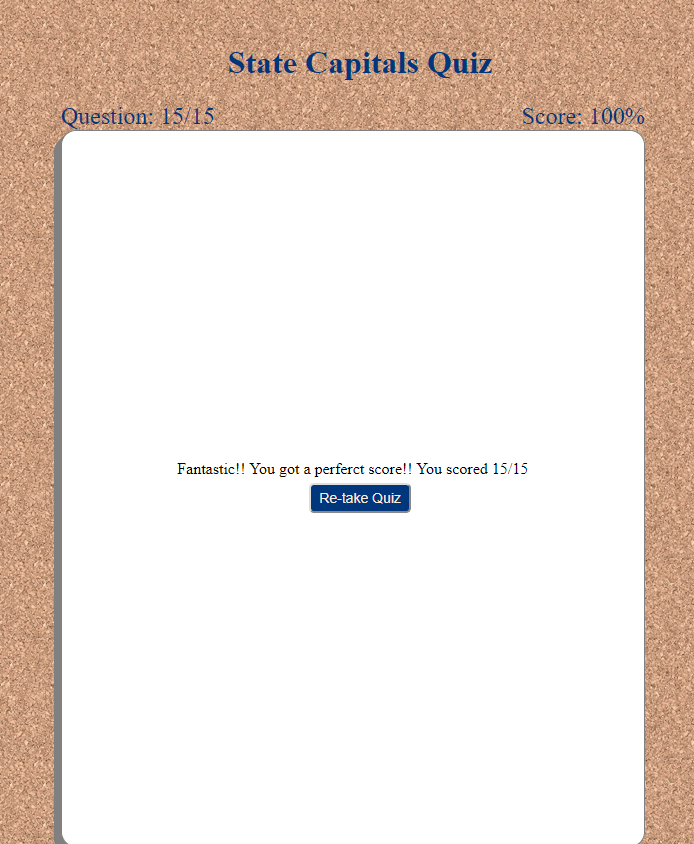 State Capitals Quiz
Question: 15/15 Score: 100%
Fantastic!! You got a perferct score!! You scored 15/15
Re-take Quiz